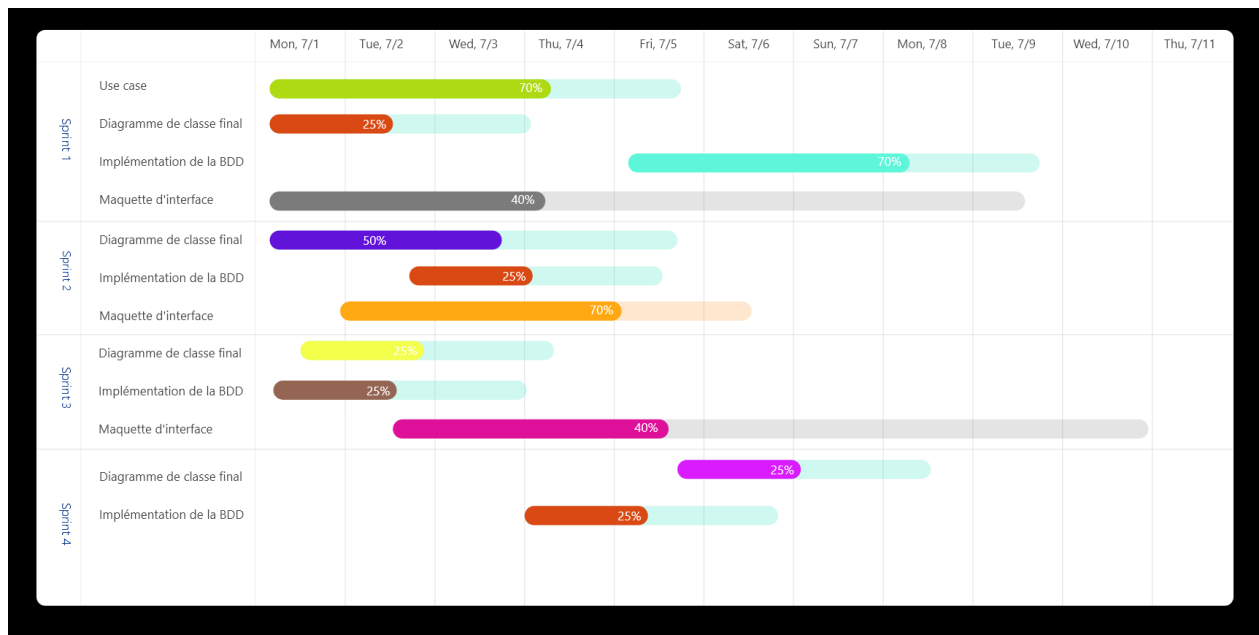 Mon, 7/1 Tue, 7/2 Wed, 7/3 Thu, 7/4 Fri, 7/5 Sat, 7/6 Sun, 7/7 Mon, 7/8 Tue, 7/9 Wed, 7/10 Thu, 7/11
Sprint 1
Use case 70%
Diagramme de classe final 25%
Implémentation de la BDD 70%
Maquette d'interface 40%
Sprint 2
Diagramme de classe final 50%
Implémentation de la BDD 25%
Maquette d'interface 70%
Sprint 3
Diagramme de classe final 25%
Implémentation de la BDD 25%
Maquette d'interface 40%
Sprint 4
Diagramme de classe final 25%
Implémentation de la BDD 25%